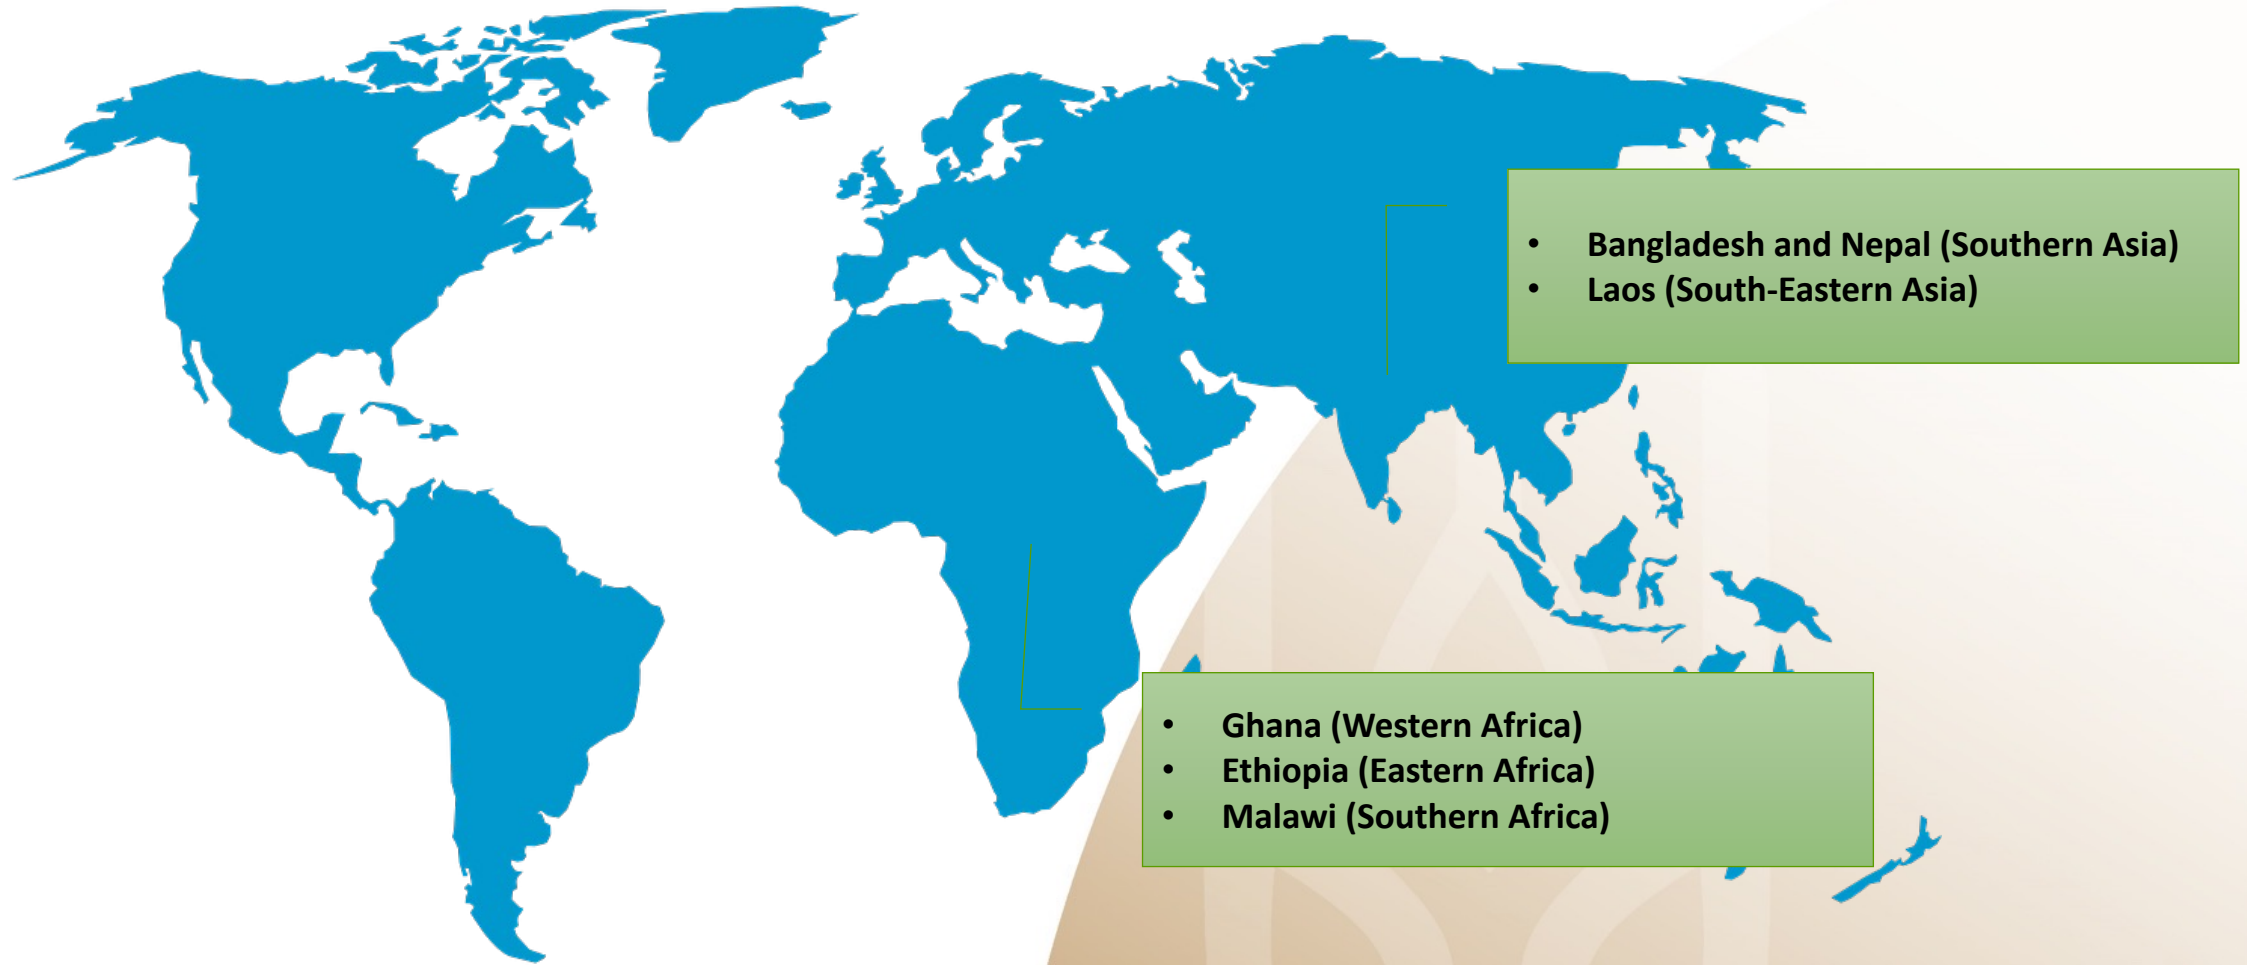 • Bangladesh and Nepal (Southern Asia)
• Laos (South-Eastern Asia)
• Ghana (Western Africa)
• Ethiopia (Eastern Africa)
• Malawi (Southern Africa)